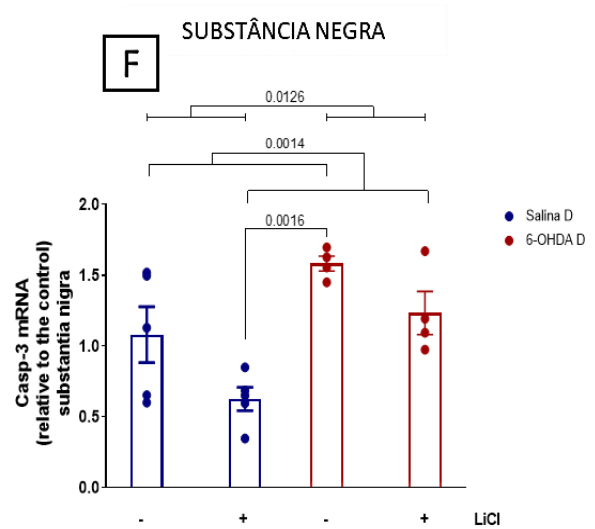 SUBSTÂNCIA NEGRA
F
0.0126
0.0014
0.0016
2.0
1.5
1.0
0.5
0.0
Casp-3 mRNA
(relative to the control)
substantia nigra
Salina D
6-OHDA D
- + - + LiCl